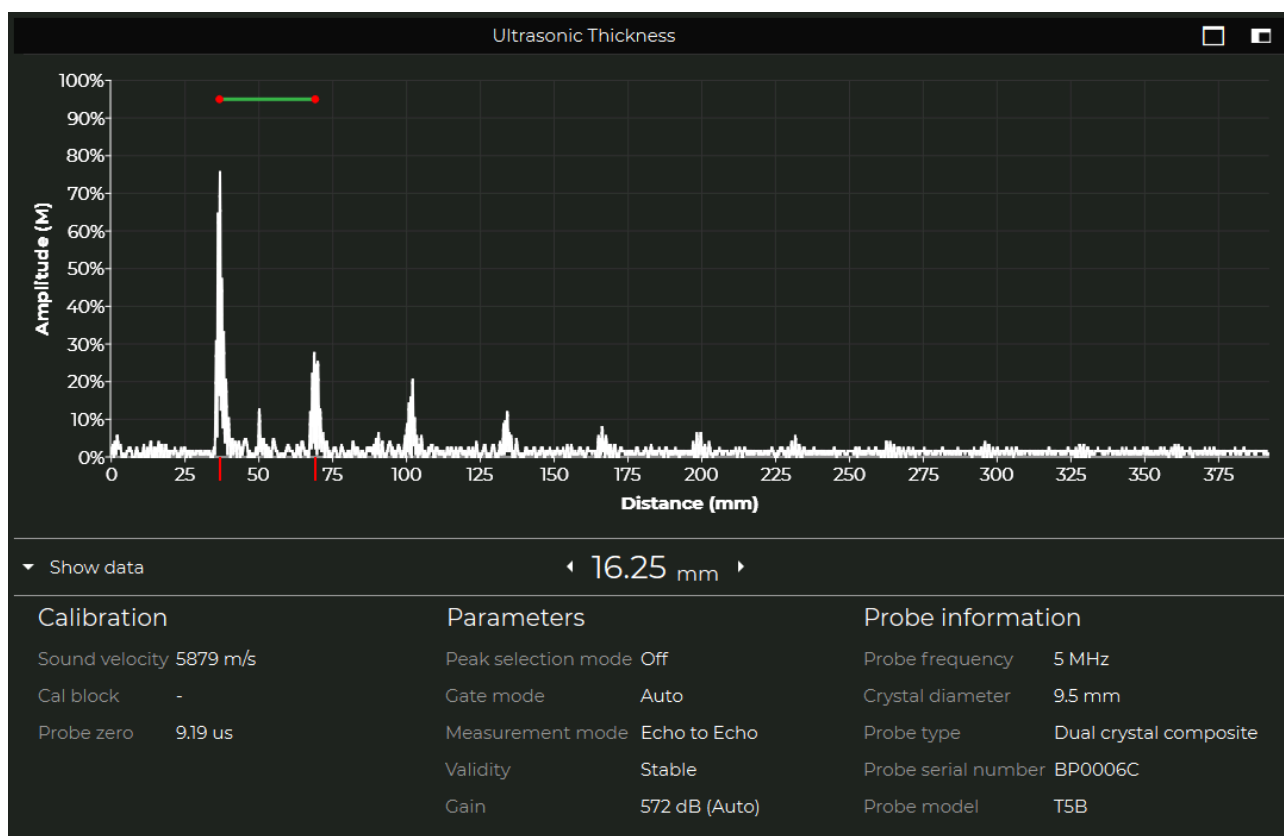 Ultrasonic Thickness
100%
90%
80%
70%
60%
50%
40%
30%
20%
10%
0%
Amplitude (M)
0 25 50 75 100 125 150 175 200 225 250 275 300 325 350 375
Distance (mm)
Show data
16.25 mm
Calibration
Sound velocity 5879 m/s
Cal block -
Probe zero 9.19 us
Parameters
Peak selection mode Off
Gate mode Auto
Measurement mode Echo to Echo
Validity Stable
Gain 572 dB (Auto)
Probe information
Probe frequency 5 MHz
Crystal diameter 9.5 mm
Probe type Dual crystal composite
Probe serial number BP0006C
Probe model T5B